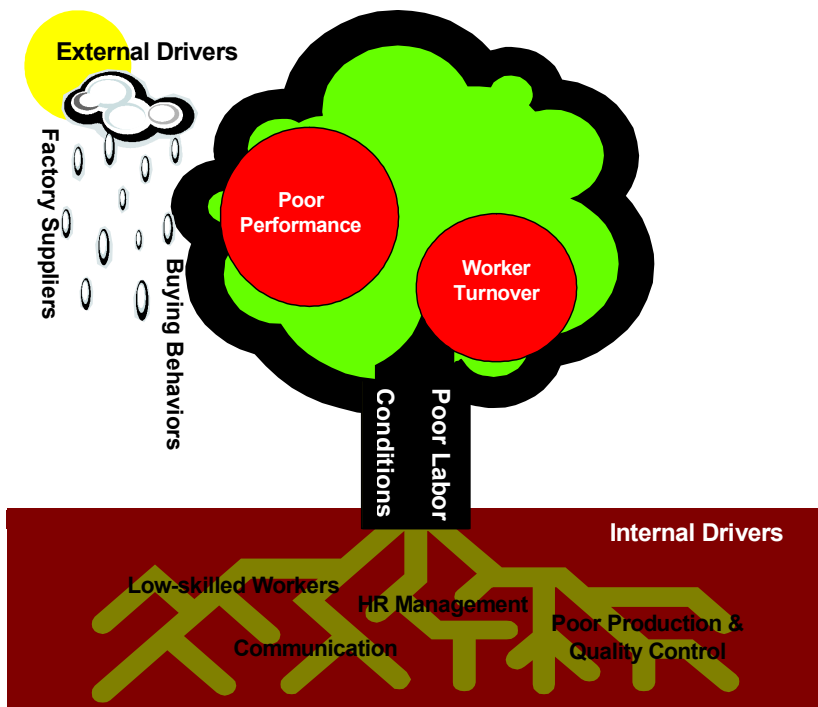 External Drivers
Factory Suppliers
Buying Behaviors
Poor
Performance
Worker
Turnover
Poor Labor
Conditions
Internal Drivers
Low-skilled Workers
HR Management
Communication
Poor Production &
Quality Control